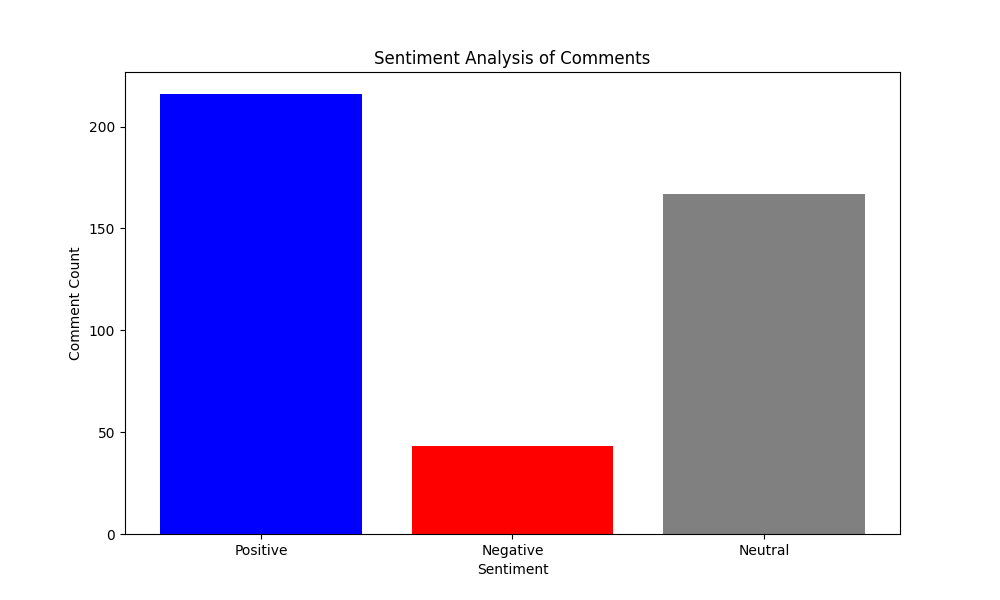 Sentiment Analysis of Comments
Comment Count
200
150
100
50
0
Positive
Negative
Neutral
Sentiment